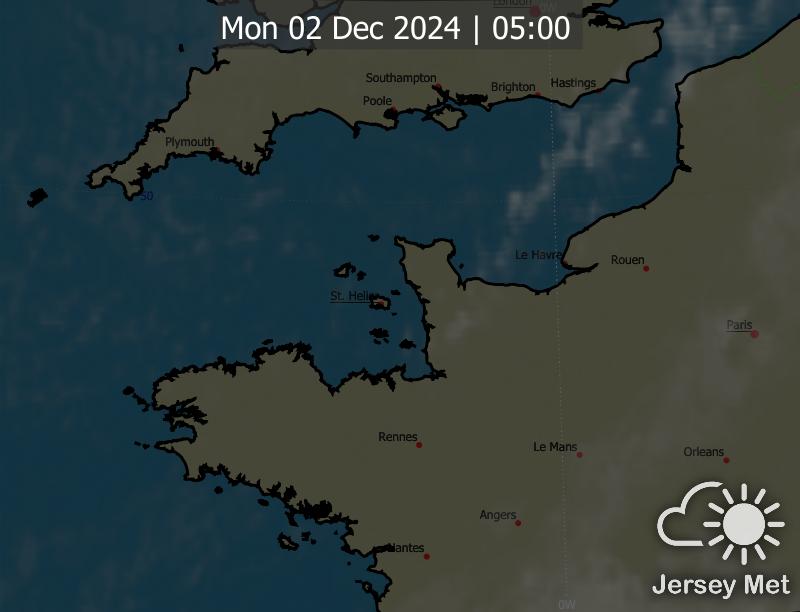 London
0W
Mon 02 Dec 2024 | 05:00
Southampton
Brighton
Hastings
Poole
Plymouth
50
Le Havre
Rouen
St. Helier
Paris
Rennes
Le Mans
Orleans
Angers
Nantes
0W
Jersey Met